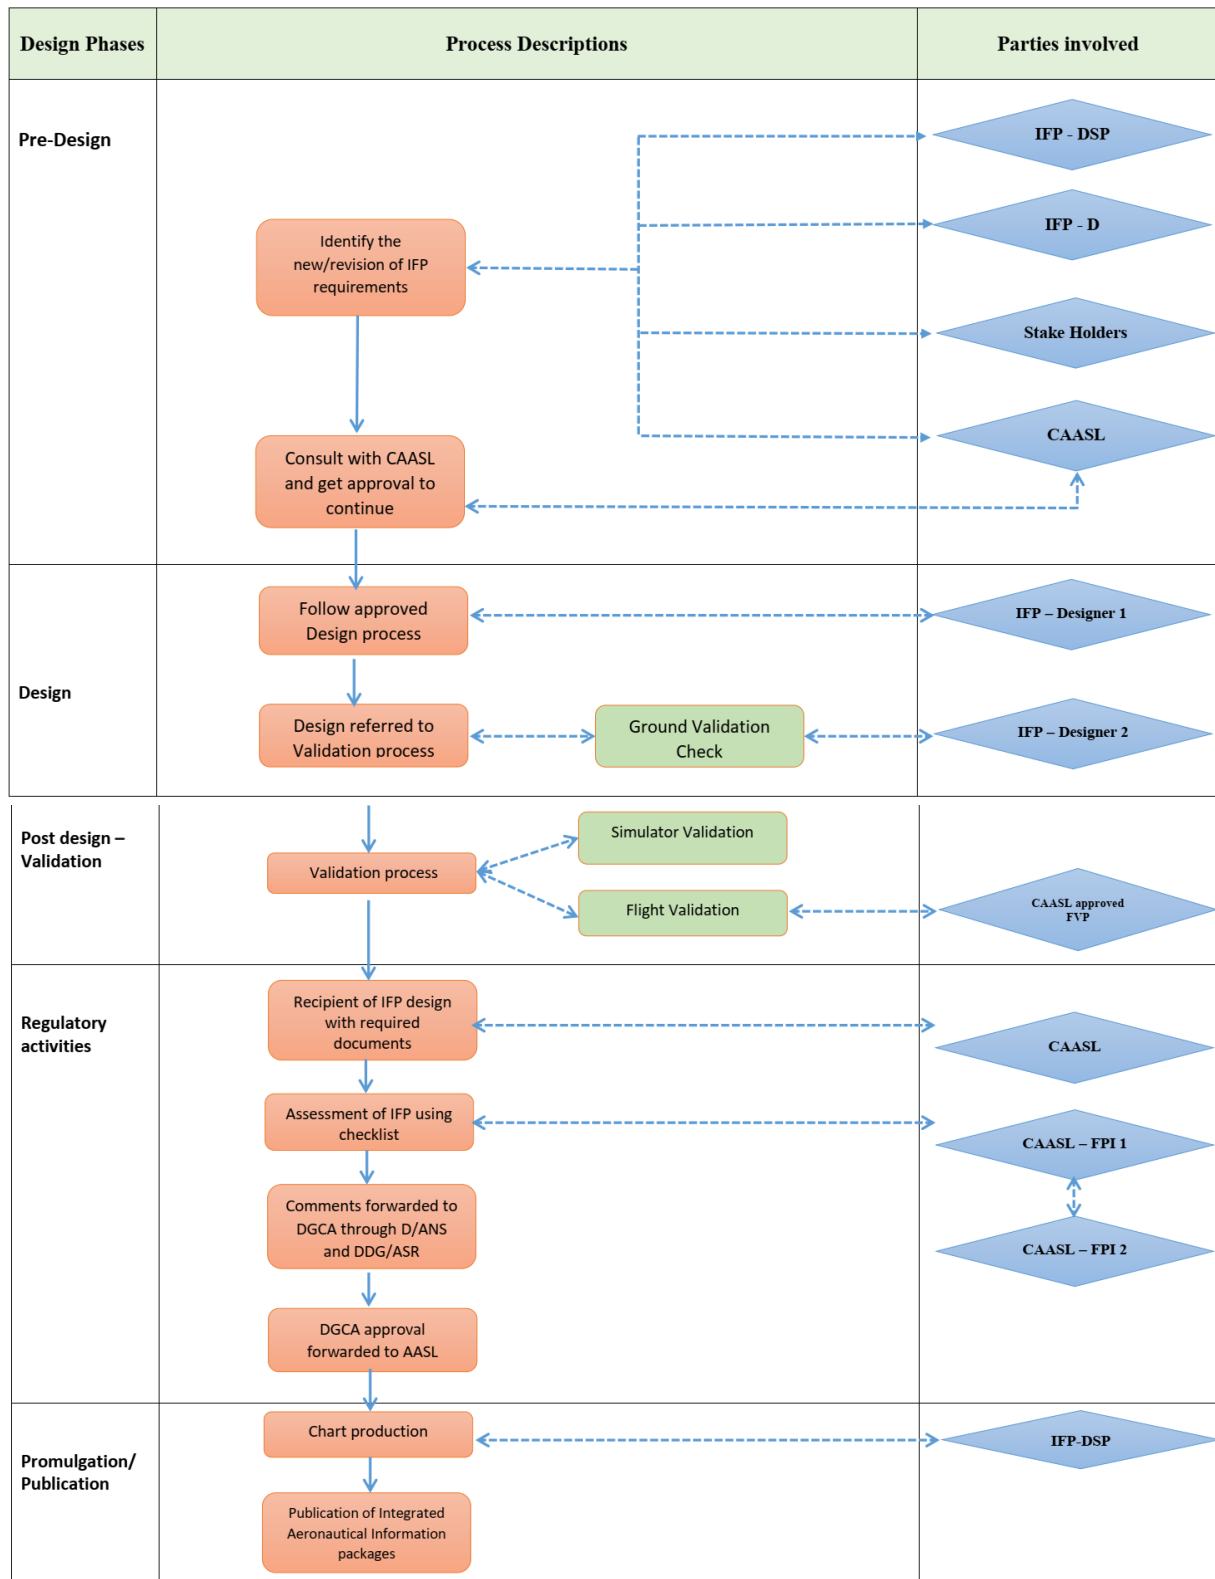 Design Phases
Process Descriptions
Parties involved
Pre-Design
IFP - DSP
IFP - D
Identify the
new/revision of IFP
requirements
Stake Holders
CAASL
Consult with CAASL
and get approval to
continue
Follow approved
Design process
IFP – Designer 1
Design
Design referred to
Validation process
Ground Validation
Check
IFP – Designer 2
Post design –
Validation
Simulator Validation
Validation process
Flight Validation
CAASL approved
FVP
Regulatory
activities
Recipient of IFP design
with required
documents
CAASL
Assessment of IFP using
checklist
CAASL – FPI 1
Comments forwarded to
DGCA through D/ANS
and DDG/ASR
CAASL – FPI 2
DGCA approval
forwarded to AASL
Promulgation/
Publication
Chart production
IFP-DSP
Publication of Integrated
Aeronautical Information
packages